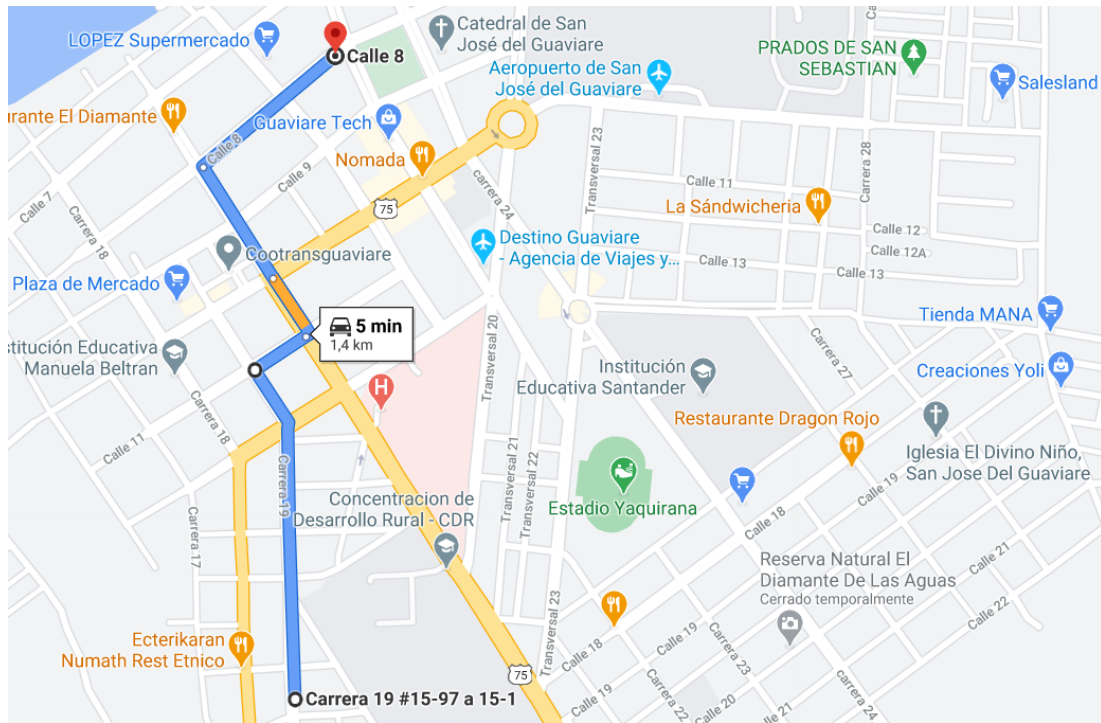 Catedral de San
José del Guaviare
LOPEZ Supermercado
Calle 8
PRADOS DE SAN
SEBASTIAN
Aeropuerto de San
José del Guaviare
Salesland
urante El Diamante
Guaviare Tech
Transversal 23
Carrera 28
Calle 8
Nomada
Calle 9
Calle 7
carrera 24
Calle 11
Carrera 18
75
La Sándwicheria
Calle 12
Destino Guaviare
- Agencia de Viajes y...
Calle 12A
Cootransguaviare
Calle 13
Calle 13
Plaza de Mercado
Tienda MANA
5 min
1,4 km
Transversal 20
stitución Educativa
Manuela Beltran
Institución
Educativa Santander
Carrera 27
Creaciones Yoli
H
Restaurante Dragon Rojo
Carrera 18
Calle 11
Iglesia El Divino Niño,
San Jose Del Guaviare
Transversal 21
Transversal 22
Carrera 19
Calle 19
Concentracion de
Desarrollo Rural - CDR
Estadio Yaquirana
Calle 18
Carrera 17
Calle 21
Reserva Natural El
Diamante De Las Aguas
Cerrado temporalmente
Calle 22
Transversal 23
Ecterikaran
Numath Rest Etnico
Calle 18
Calle 19
Carrera 23
75
Carrera 19 #15-97 a 15-1
Calle 19
Calle 20
Carrera 22
Calle 21
carrera 24